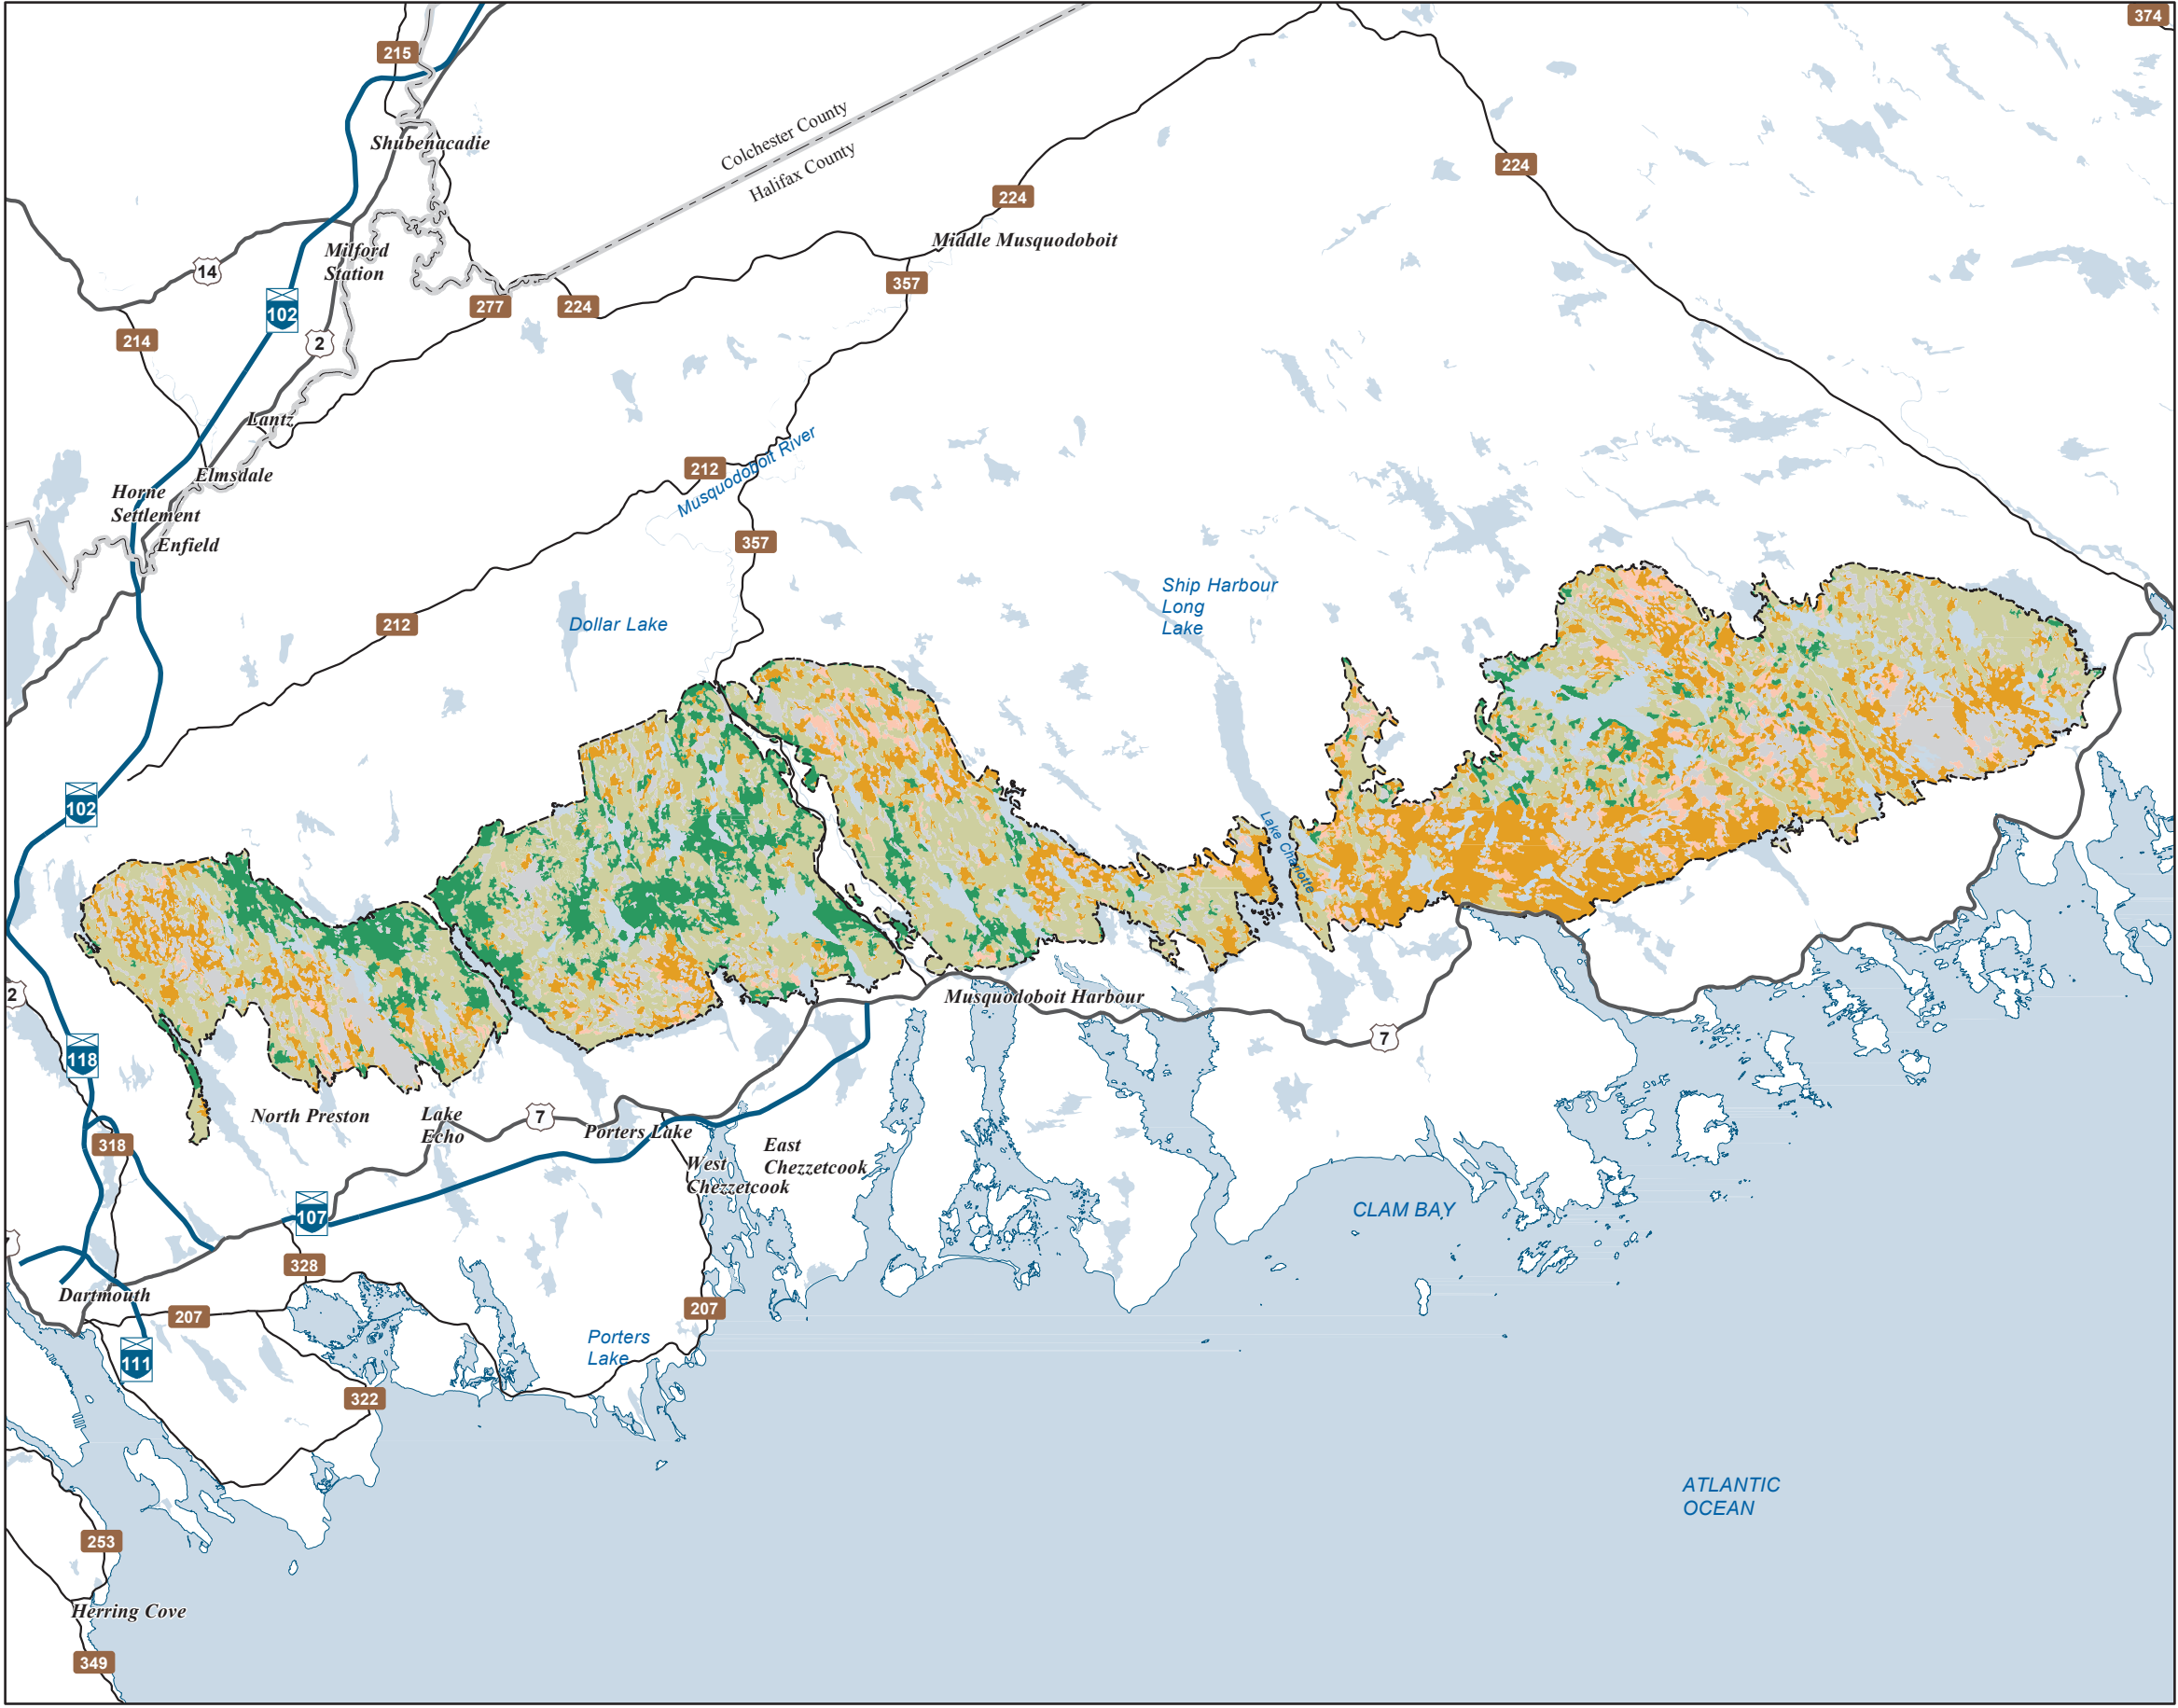 374
215
Shubenacadie
Colchester County
Halifax County
224
224
Middle Musquodoboit
Milford
Station
14
102
277
224
357
214
2
Lantz
Musquodoboit River
212
Elmsdale
Horne
Settlement
Enfield
357
Ship Harbour
Long
Lake
Dollar Lake
212
102
Lake Charlotte
2
Musquodoboit Harbour
7
118
North Preston
Lake
Echo
7
Porters Lake
318
East
Chezzetcook
West
Chezzetcook
107
CLAM BAY
7
328
Dartmouth
207
207
Porters
Lake
111
322
ATLANTIC
OCEAN
253
Herring Cove
349